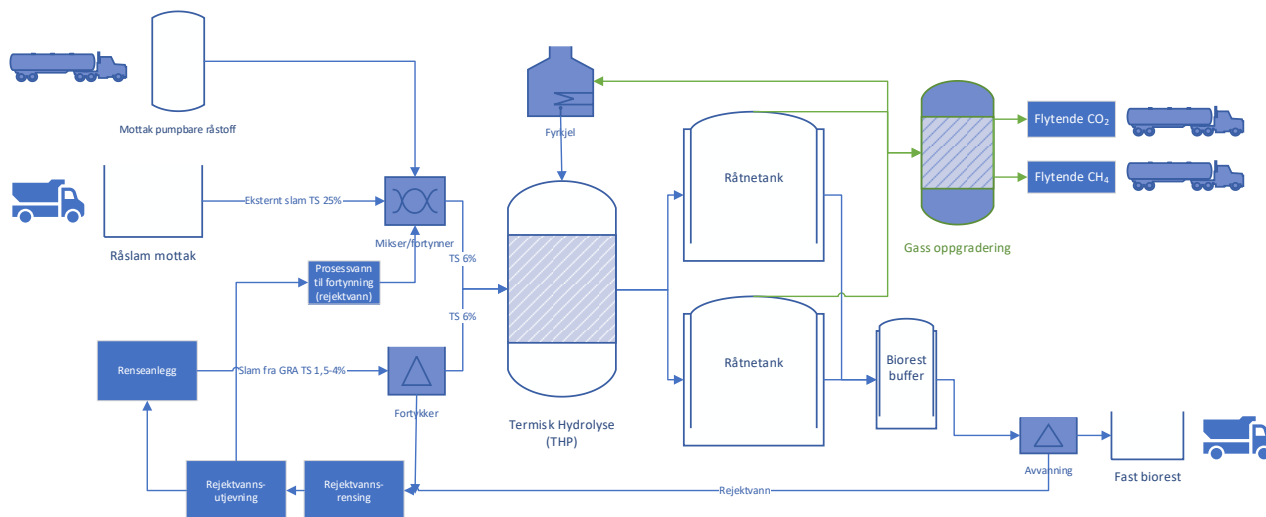 Mottak pumpbare råstoff
Fyrkjel
Råtnetank
Flytende CO₂
Flytende CH₄
Gass oppgradering
Eksternt slam TS 25%
Råslam mottak
Mikser/fortynner
TS 6%
Prosessvann
til fortynning
(rejektvann)
TS 6%
Renseanlegg
Slam fra GRA TS 1,5-4%
Fortykker
Termisk Hydrolyse
(THP)
Råtnetank
Biorest
buffer
Avvanning
Fast biorest
Rejektvanns-
utjevning
Rejektvanns-
rensing
Rejektvann